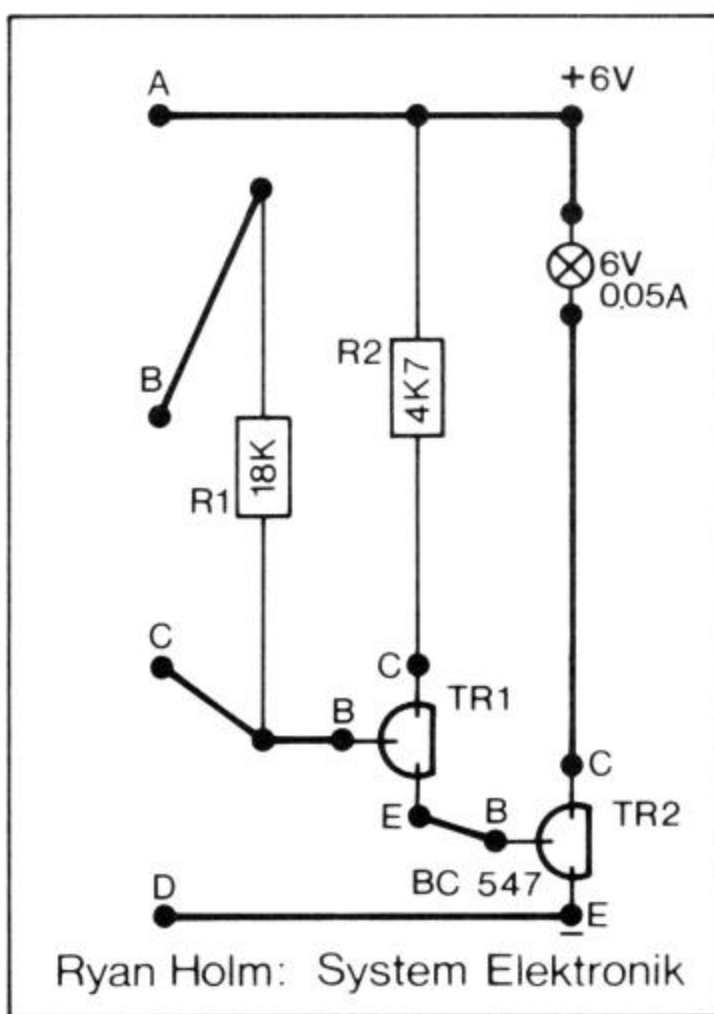 A
+6V
6V
0.05A
R2
4K7
B
18K
R1
C
C
TR1
B
E
B
C
TR2
BC 547
D
E
–
Ryan Holm: System Elektronik